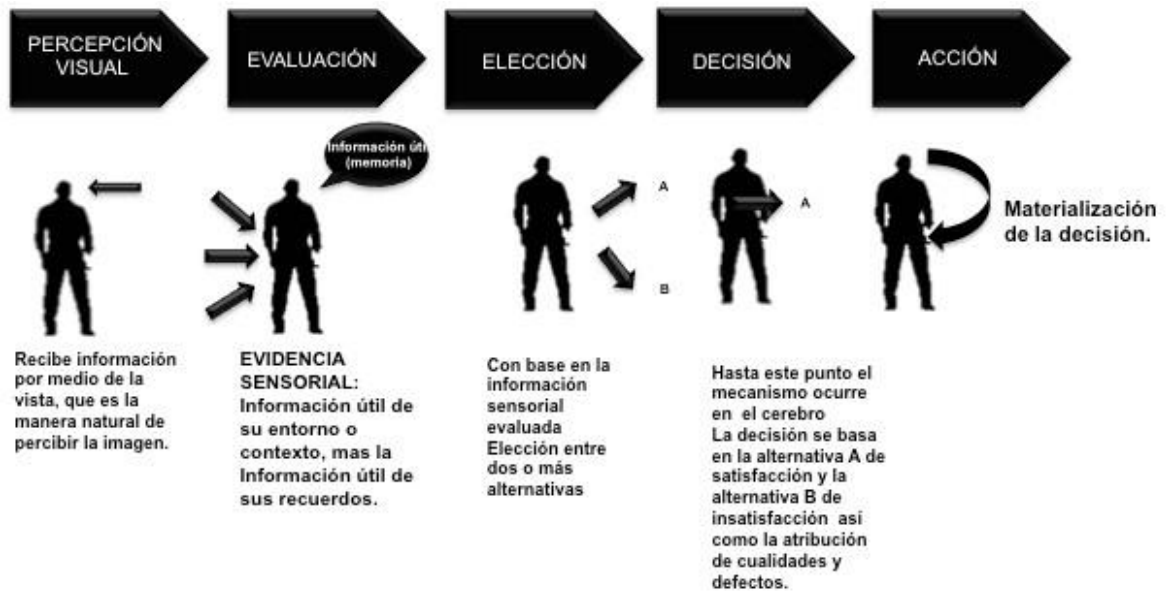 PERCEPCIÓN
VISUAL
EVALUACIÓN
ELECCIÓN
DECISIÓN
ACCIÓN
Información úti
(memoria)
A
B
A
Materialización
de la decisión.
Recibe información
por medio de la
vista, que es la
manera natural de
percibir la imagen.
EVIDENCIA
SENSORIAL:
Información útil de
su entorno o
contexto, mas la
Información útil de
sus recuerdos.
Con base en la
información
sensorial
evaluada
Elección entre
dos o más
alternativas
Hasta este punto el
mecanismo ocurre
en el cerebro
La decisión se basa
en la alternativa A de
satisfacción y la
alternativa B de
insatisfacción así
como la atribución
de cualidades y
defectos.